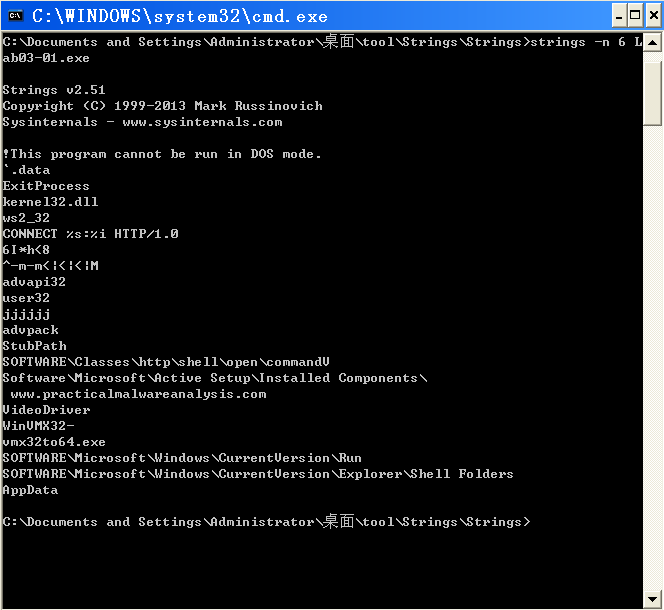 C:\WINDOWS\system32\cmd.exe
C:\Documents and Settings\Administrator\桌面\tool\Strings\Strings>strings -n 6 L
ab03-01.exe
Strings v2.51
Copyright (C) 1999-2013 Mark Russinovich
Sysinternals - www.sysinternals.com
!This program cannot be run in DOS mode.
`.data
ExitProcess
kernel32.dll
ws2_32
CONNECT %s:%i HTTP/1.0
6I*h<8
^-m-m<|<|<|M
advapi32
user32
jjjjjj
advpack
StubPath
SOFTWARE\Classes\http\shell\open\commandV
Software\Microsoft\Active Setup\Installed Components\
www.practicalmalwareanalysis.com
VideoDriver
WinVMX32-
vmx32to64.exe
SOFTWARE\Microsoft\Windows\CurrentVersion\Run
SOFTWARE\Microsoft\Windows\CurrentVersion\Explorer\Shell Folders
AppData
C:\Documents and Settings\Administrator\桌面\tool\Strings\Strings>